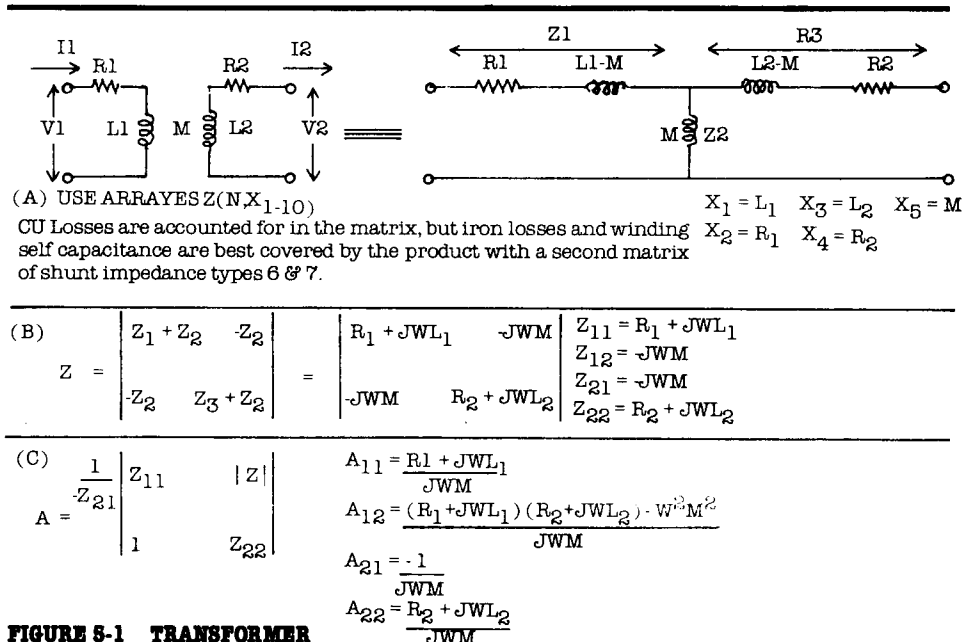 I1 I2 Z1 R3
R1 R2 R1 L1-M L2-M R2
V1 L1 M L2 V2 M Z2
(A) USE ARRAYES Z(N,X1-10)
X1 = L1 X3 = L2 X5 = M
X2 = R1 X4 = R2
CU Losses are accounted for in the matrix, but iron losses and winding
self capacitance are best covered by the product with a second matrix
of shunt impedance types 6 & 7.
(B)
Z = | Z1 + Z2 -Z2 | = | R1 + JWL1 -JWM |
| -Z2 Z3 + Z2 | | -JWM R2 + JWL2 |
Z11 = R1 + JWL1
Z12 = -JWM
Z21 = -JWM
Z22 = R2 + JWL2
(C)
A = 1 / -Z21 | Z11 |Z| |
| 1 Z22 |
A11 = R1 + JWL1 / JWM
A12 = (R1+JWL1) (R2+JWL2) - W²M² / JWM
A21 = -1 / JWM
A22 = R2 + JWL2 / JWM
FIGURE 5-1 TRANSFORMER